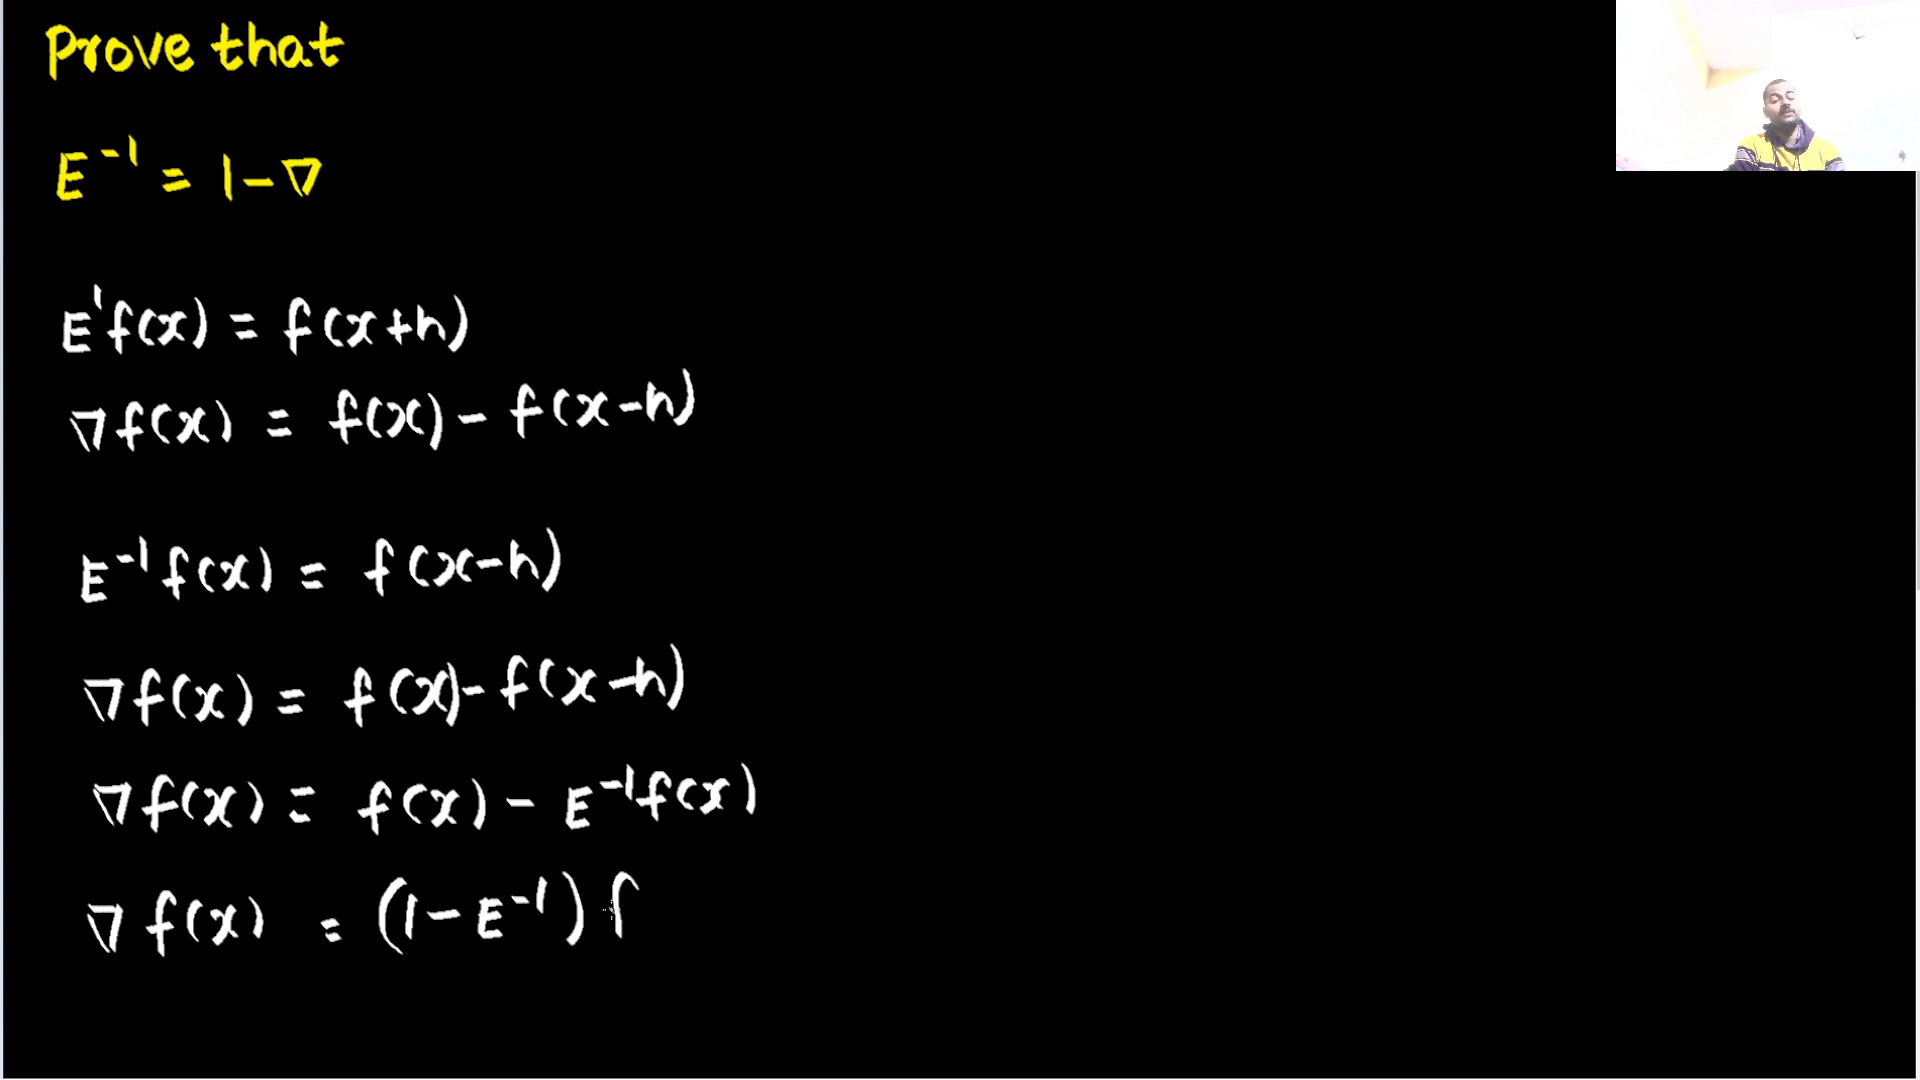 Prove that
E⁻¹ = 1 - ∇
E¹f(x) = f(x+h)
∇f(x) = f(x) - f(x-h)
E⁻¹f(x) = f(x-h)
∇f(x) = f(x) - f(x-h)
∇f(x) = f(x) - E⁻¹f(x)
∇ f(x) = (1 - E⁻¹) f